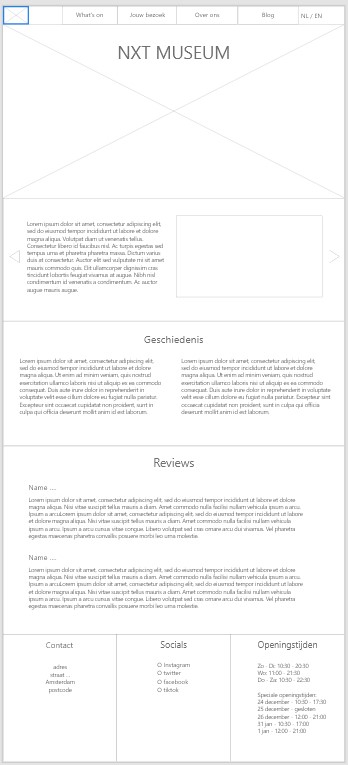 What's on
Jouw bezoek
Over ons
Blog
NL / EN
NXT MUSEUM
Lorem ipsum dolor sit amet, consectetur adipiscing elit,
sed do eiusmod tempor incididunt ut labore et dolore
magna aliqua. Volutpat diam ut venenatis tellus.
Consectetur libero id faucibus nisl. Ac turpis egestas sed
tempus urna et pharetra pharetra massa. Dictum varius
duis at consectetur. Auctor elit sed vulputate mi sit amet
mauris commodo quis. Elit ullamcorper dignissim cras
tincidunt lobortis feugiat vivamus at augue. Nibh nisl
condimentum id venenatis a condimentum. Ac auctor
augue mauris augue.
Geschiedenis
Lorem ipsum dolor sit amet, consectetur adipiscing elit,
sed do eiusmod tempor incididunt ut labore et dolore
magna aliqua. Ut enim ad minim veniam, quis nostrud
exercitation ullamco laboris nisi ut aliquip ex ea commodo
consequat. Duis aute irure dolor in reprehenderit in
voluptate velit esse cillum dolore eu fugiat nulla pariatur.
Excepteur sint occaecat cupidatat non proident, sunt in
culpa qui officia deserunt mollit anim id est laborum.
Lorem ipsum dolor sit amet, consectetur adipiscing elit,
sed do eiusmod tempor incididunt ut labore et dolore
magna aliqua. Ut enim ad minim veniam, quis nostrud
exercitation ullamco laboris nisi ut aliquip ex ea commodo
consequat. Duis aute irure dolor in reprehenderit in
voluptate velit esse cillum dolore eu fugiat nulla pariatur.
Excepteur sint occaecat cupidatat non proident, sunt in culpa qui officia
deserunt mollit anim id est laborum.
Reviews
Name ....
Lorem ipsum dolor sit amet, consectetur adipiscing elit, sed do eiusmod tempor incididunt ut labore et dolore
magna aliqua. Nisi vitae suscipit tellus mauris a diam. Amet commodo nulla facilisi nullam vehicula
ipsum a arcu.Lorem ipsum dolor sit amet, consectetur adipiscing elit, sed do eiusmod tempor incididunt ut labore
et dolore magna aliqua. Nisi vitae suscipit tellus mauris a diam. Amet commodo nulla facilisi nullam vehicula
ipsum a arcu cursus vitae congue. Libero enim sed faucibus Lobortis Lacus cras ornare arcu dui vivamus. Vel pharetra
egestas maecenas pharetra convallis posuere morbi leo urna molestie.
Name ....
Lorem ipsum dolor sit amet, consectetur adipiscing elit, sed do eiusmod tempor incididunt ut labore et dolore
magna aliqua. Nisi vitae suscipit tellus mauris a diam. Amet commodo nulla facilisi nullam vehicula
ipsum a arcu.Lorem ipsum dolor sit amet, consectetur adipiscing elit, sed do eiusmod tempor incididunt ut labore
et dolore magna aliqua. Nisi vitae suscipit tellus mauris a diam. Amet commodo nulla facilisi nullam vehicula
ipsum a arcu cursus vitae congue. Lacus cras ornare arcu dui vivamus. Vel pharetra
egestas maecenas pharetra convallis posuere morbi leo urna molestie.
Contact
adres
straat ...
Amsterdam
postcode
Socials
O Instagram
O twitter
O facebook
O tiktok
Openingstijden
Zo - Di: 10:30 - 20:30
Wo: 11:00 - 21:30
Do - Za: 10:30 - 22:30
Speciale openingstijden:
24 december - 10:30 - 17:30
25 december - gesloten
26 december - 12:00 - 21:00
31 jan - 10:30 - 17:00
1 jan - 12:00 - 21:00